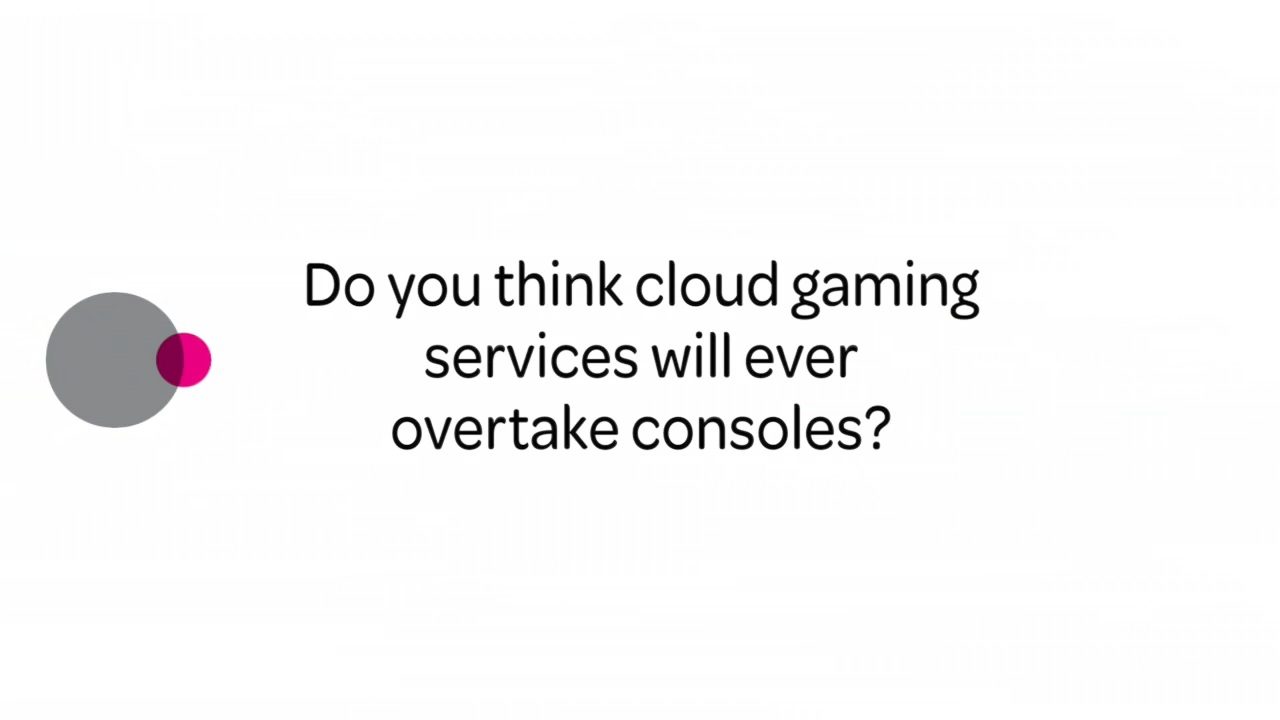 Do you think cloud gaming
services will ever
overtake consoles?